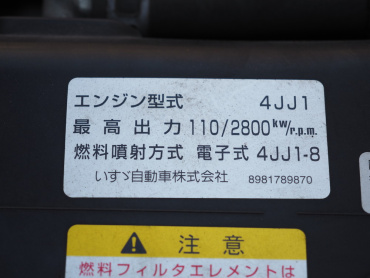 エンジン型式 4JJ1
最高出力 110/2800kw/r.p.m.
燃料噴射方式 電子式 4JJ1-8
いすゞ自動車株式会社 8981789870
注意
燃料フィルタエレメントは